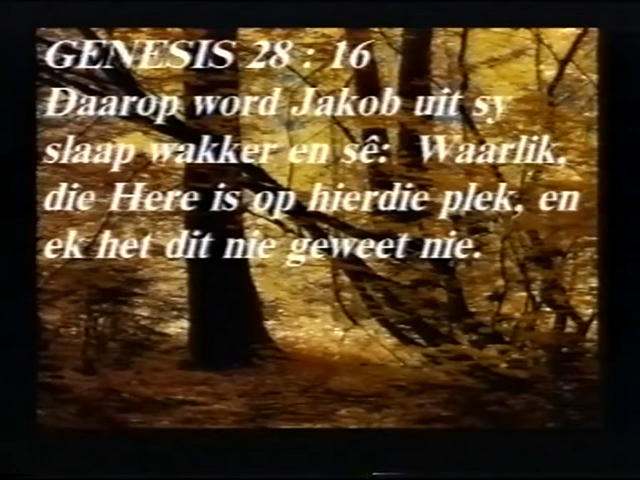 GENESIS 28 : 16
Daarop word Jakob uit sy
slaap wakker en sê: Waarlik,
die Here is op hierdie plek, en
ek het dit nie geweet nie.